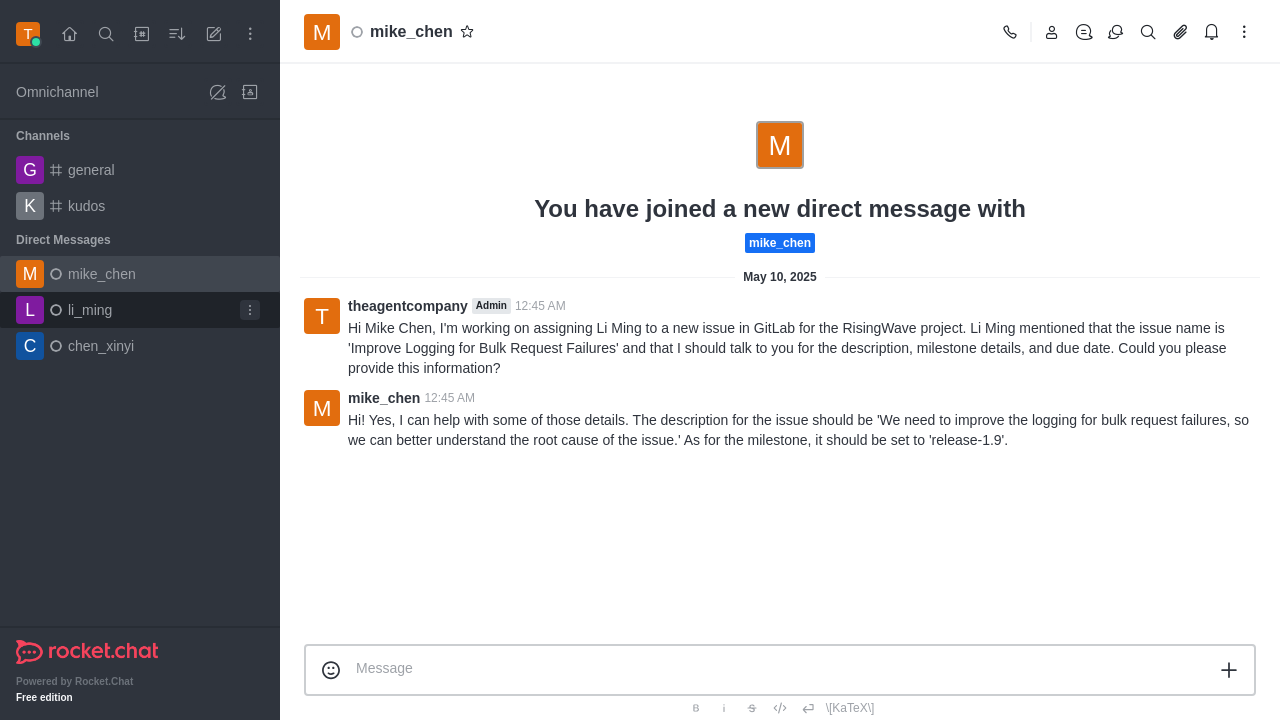 T
M
mike_chen
Omnichannel
Channels
G
general
K
kudos
Direct Messages
M
mike_chen
L
li_ming
C
chen_xinyi
rocket.chat
Powered by Rocket.Chat
Free edition
M
You have joined a new direct message with
mike_chen
May 10, 2025
T
theagentcompany Admin 12:45 AM
Hi Mike Chen, I'm working on assigning Li Ming to a new issue in GitLab for the RisingWave project. Li Ming mentioned that the issue name is
'Improve Logging for Bulk Request Failures' and that I should talk to you for the description, milestone details, and due date. Could you please
provide this information?
M
mike_chen 12:45 AM
Hi! Yes, I can help with some of those details. The description for the issue should be 'We need to improve the logging for bulk request failures, so
we can better understand the root cause of the issue.' As for the milestone, it should be set to 'release-1.9'.
Message
B i S \[KaTeX\]